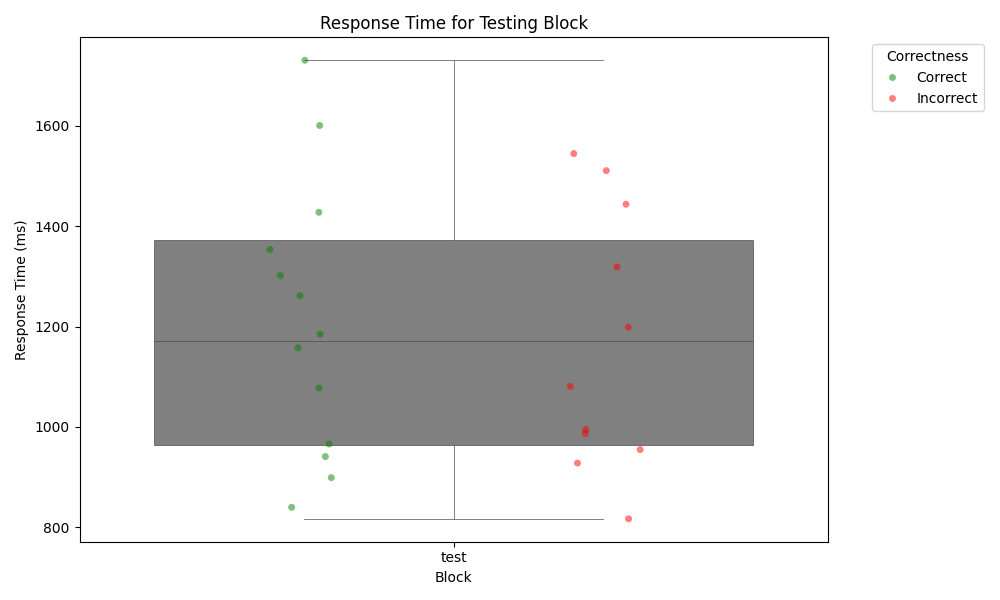 Response Time for Testing Block
Correctness
Correct
Incorrect
Response Time (ms)
1600
1400
1200
1000
800
test
Block